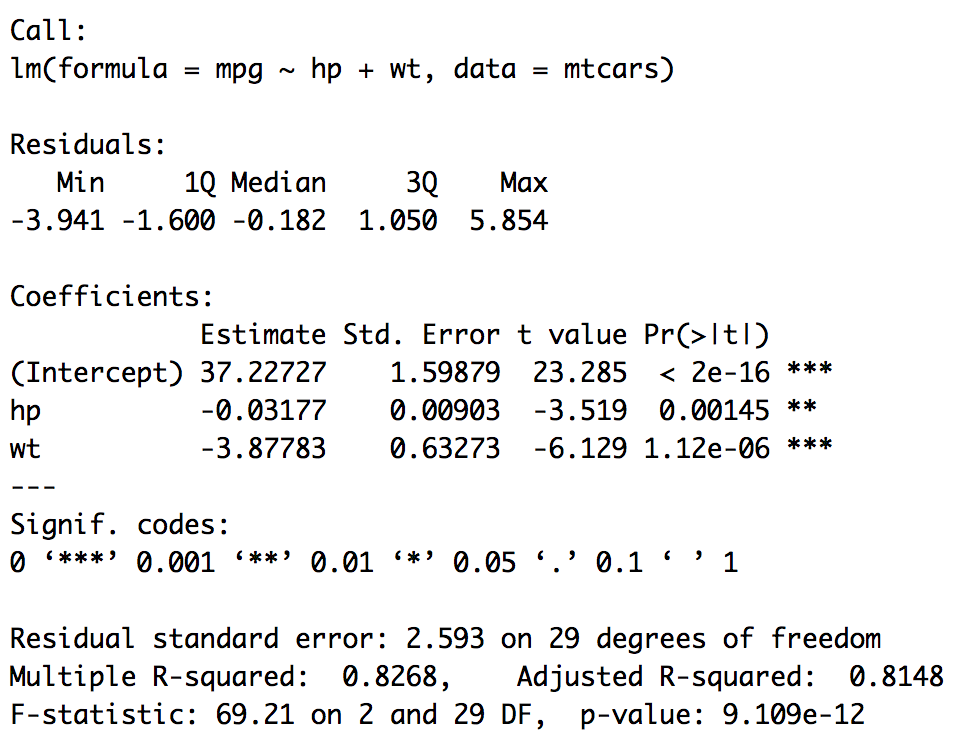 Call:
lm(formula = mpg ~ hp + wt, data = mtcars)

Residuals:
   Min     1Q Median     3Q    Max
-3.941 -1.600 -0.182  1.050  5.854

Coefficients:
            Estimate Std. Error t value Pr(>|t|)
(Intercept) 37.22727    1.59879  23.285  < 2e-16 ***
hp          -0.03177    0.00903  -3.519  0.00145 **
wt          -3.87783    0.63273  -6.129 1.12e-06 ***
---
Signif. codes:
0 ‘***’ 0.001 ‘**’ 0.01 ‘*’ 0.05 ‘.’ 0.1 ‘ ’ 1

Residual standard error: 2.593 on 29 degrees of freedom
Multiple R-squared:  0.8268,    Adjusted R-squared:  0.8148
F-statistic: 69.21 on 2 and 29 DF,  p-value: 9.109e-12